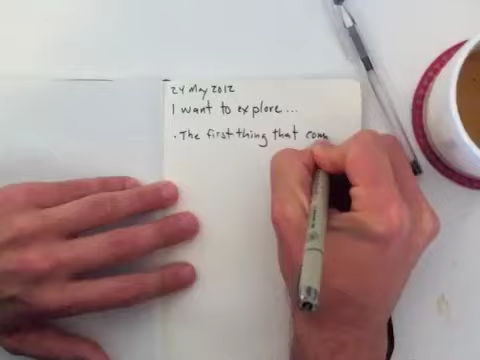 24 May 2012
I want to explore...
· The first thing that com